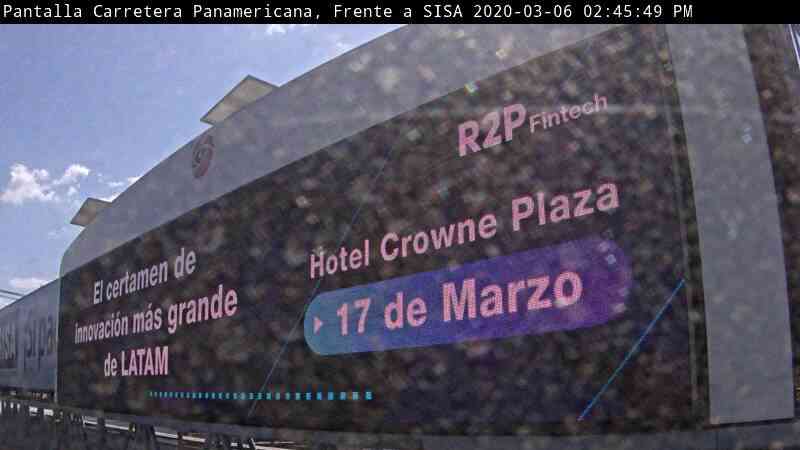 Pantalla Carretera Panamericana, Frente a SISA 2020-03-06 02:45:49 PM
R2P Fintech
Hotel Crowne Plaza
17 de Marzo
El certamen de
innovación más grande
de LATAM